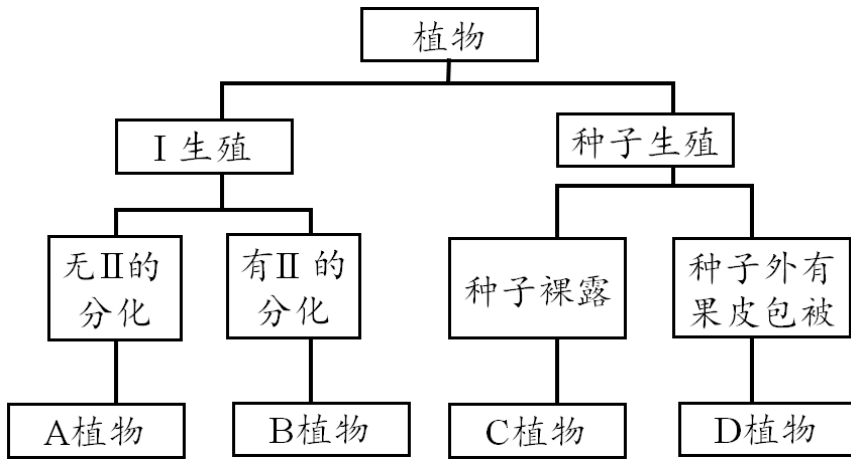 植物
I 生殖
种子生殖
无Ⅱ的
分化
有Ⅱ 的
分化
种子裸露
种子外有
果皮包被
A植物
B植物
C植物
D植物